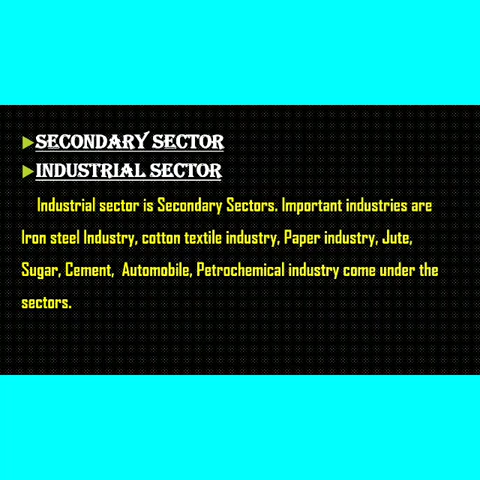 SECONDARY SECTOR
INDUSTRIAL SECTOR
Industrial sector is Secondary Sectors. Important industries are
Iron steel Industry, cotton textile industry, Paper industry, Jute,
Sugar, Cement, Automobile, Petrochemical industry come under the
sectors.